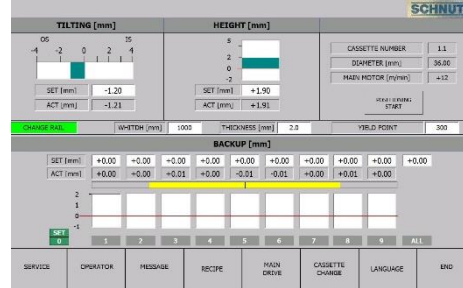 SCHNUT
TILTING [mm]
OS IS
-4 -2 0 2 4
SET [mm] -1.20
ACT [mm] -1.21
HEIGHT [mm]
2
0
-2
SET [mm] +1.90
ACT [mm] +1.91
CASSETTE NUMBER 1.1
DIAMETER [mm] 36.00
MAIN MOTOR [m/min] +12
POSITIONING
START
CHANGE RAIL WHITDH [mm] 1000 THICKNESS [mm] 2.0 YIELD POINT 300
BACKUP [mm]
SET [mm] +0.00 +0.00 +0.00 +0.00 +0.00 +0.00 +0.00 +0.00 +0.00 +0.00
ACT [mm] +0.00 +0.00 +0.01 +0.00 -0.01 -0.01 +0.00 +0.01 +0.00
2
1
0
-1
SET
0 1 2 3 4 5 6 7 8 9 ALL
SERVICE OPERATOR MESSAGE RECIPE MAIN DRIVE CASSETTE CHANGE LANGUAGE END